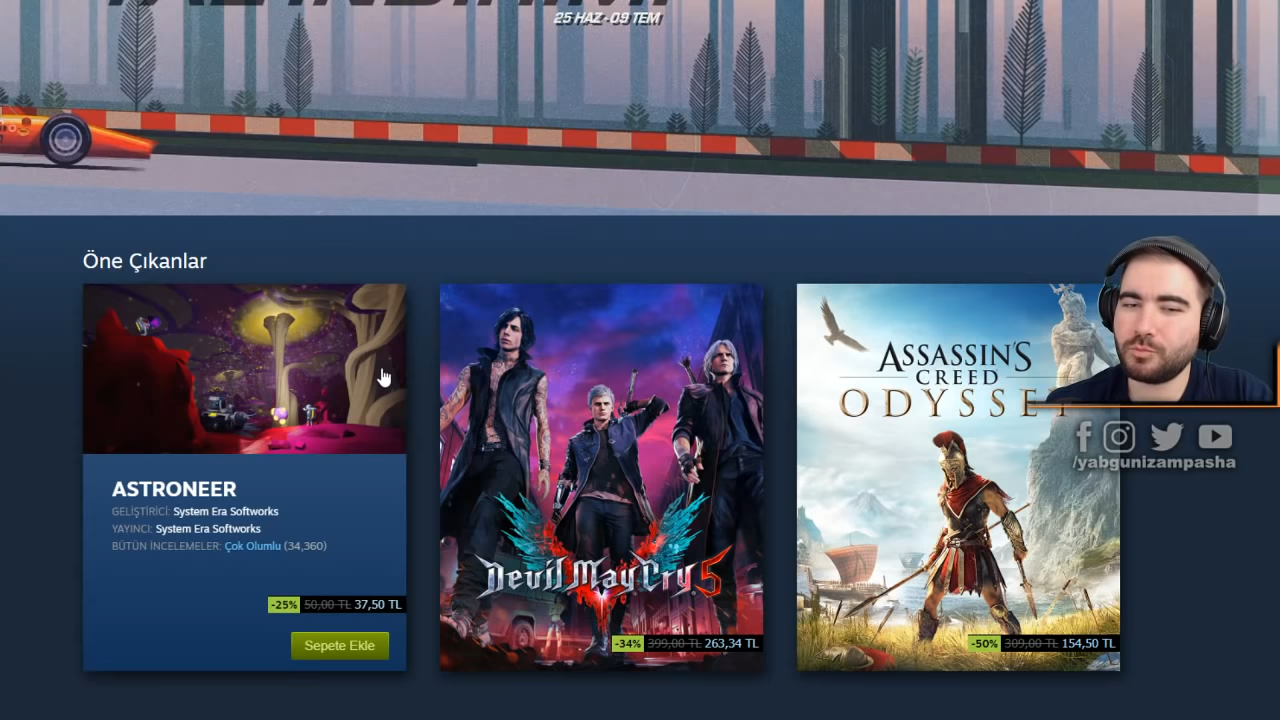 25 HAZ - 09 TEM
Öne Çıkanlar
ASTRONEER
GELİŞTİRİCİ: System Era Softworks
YAYINCI: System Era Softworks
BÜTÜN İNCELEMELER: Çok Olumlu (34,360)
-25% 50,00 TL 37,50 TL
Sepete Ekle
Devil May Cry 5
-34% 399,00 TL 263,34 TL
ASSASSIN'S
CREED
ODYSSEY
-50% 309,00 TL 154,50 TL
/yabgunizampasha